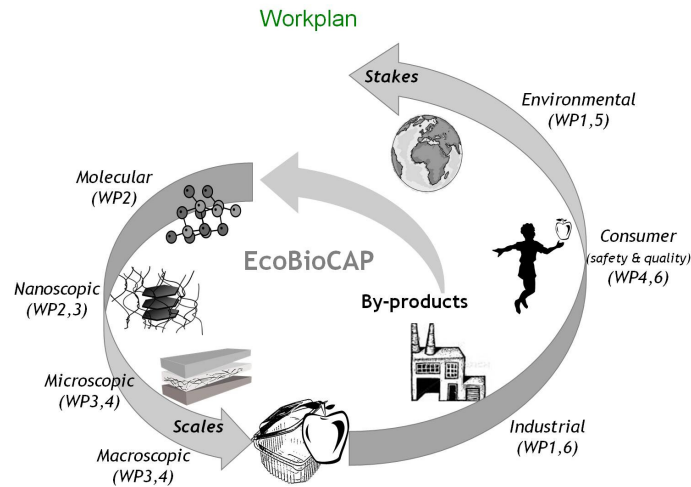 Workplan
Stakes
Environmental
(WP1,5)
Molecular
(WP2)
Consumer
(safety & quality)
(WP4,6)
EcoBioCAP
Nanoscopic
(WP2,3)
By-products
Microscopic
(WP3,4)
Scales
Industrial
(WP1,6)
Macroscopic
(WP3,4)